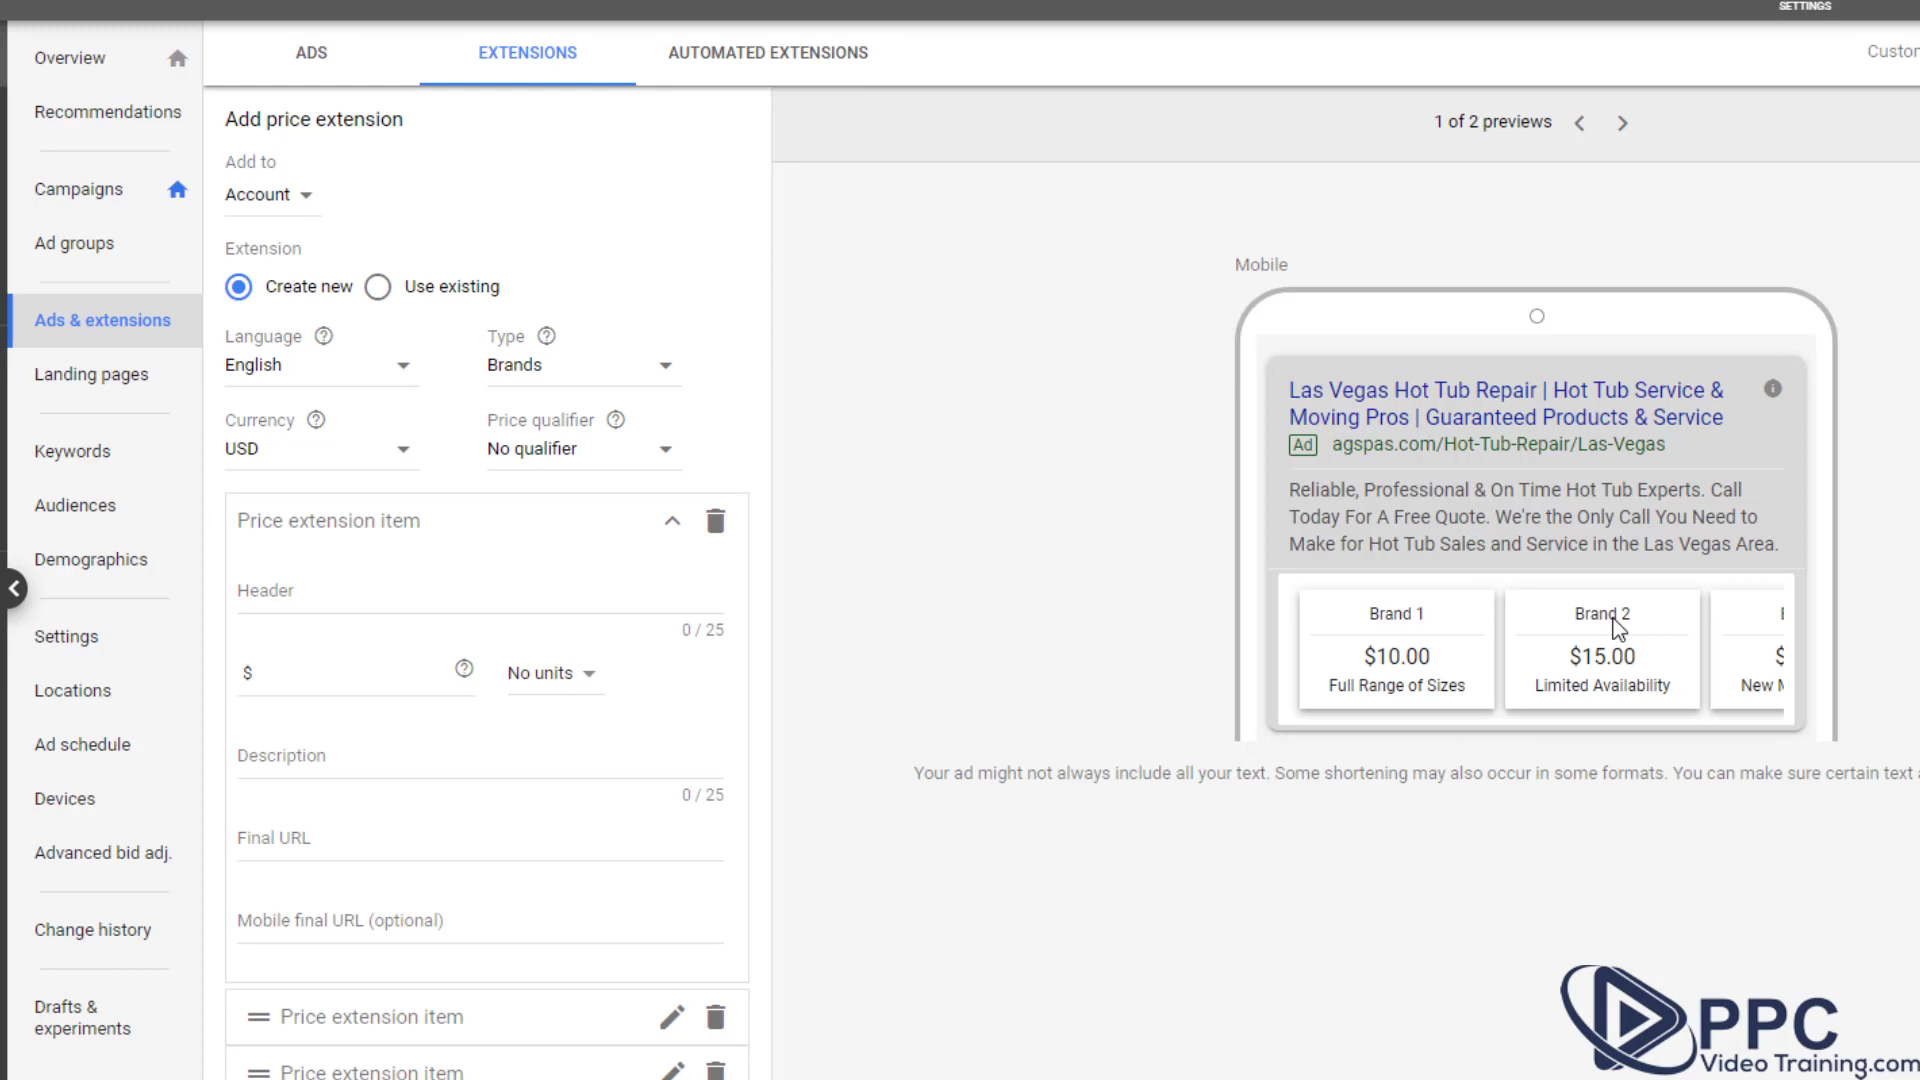 SETTINGS
Overview
Recommendations
Campaigns
Ad groups
Ads & extensions
Landing pages
Keywords
Audiences
Demographics
Settings
Locations
Ad schedule
Devices
Advanced bid adj.
Change history
Drafts &
experiments
ADS
EXTENSIONS
AUTOMATED EXTENSIONS
Add price extension
Add to
Account
Extension
Create new
Use existing
Language
Type
English
Brands
Currency
Price qualifier
USD
No qualifier
Price extension item
Header
0 / 25
$
No units
Description
0 / 25
Final URL
Mobile final URL (optional)
Price extension item
Price extension item
1 of 2 previews
Mobile
Las Vegas Hot Tub Repair | Hot Tub Service &
Moving Pros | Guaranteed Products & Service
Ad agspas.com/Hot-Tub-Repair/Las-Vegas
Reliable, Professional & On Time Hot Tub Experts. Call
Today For A Free Quote. We're the Only Call You Need to
Make for Hot Tub Sales and Service in the Las Vegas Area.
Brand 1
$10.00
Full Range of Sizes
Brand 2
$15.00
Limited Availability
$
New
Your ad might not always include all your text. Some shortening may also occur in some formats. You can make sure certain text
PPC
Video Training.com